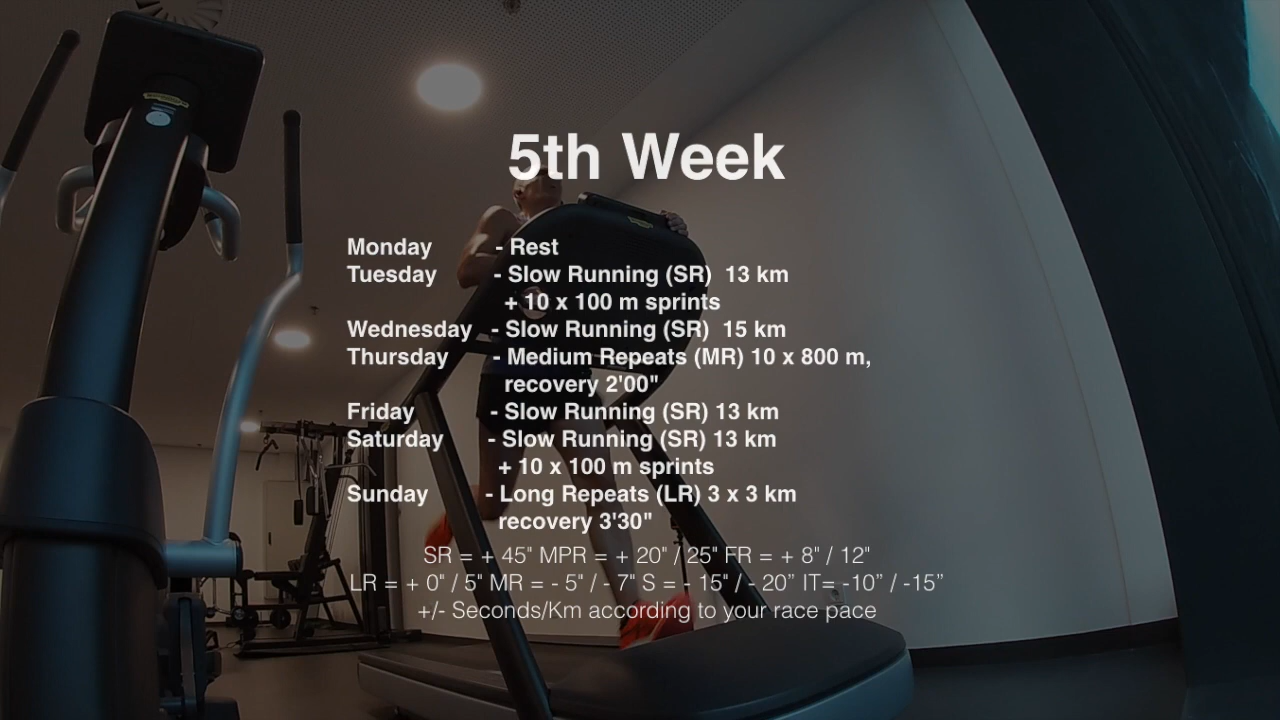 5th Week
Monday - Rest
Tuesday - Slow Running (SR) 13 km
+ 10 x 100 m sprints
Wednesday - Slow Running (SR) 15 km
Thursday - Medium Repeats (MR) 10 x 800 m,
recovery 2'00"
Friday - Slow Running (SR) 13 km
Saturday - Slow Running (SR) 13 km
+ 10 x 100 m sprints
Sunday - Long Repeats (LR) 3 x 3 km
recovery 3'30"
SR = + 45" MPR = + 20" / 25" FR = + 8" / 12"
LR = + 0" / 5" MR = - 5" / - 7" S = - 15" / - 20” IT= -10” / -15”
+/- Seconds/Km according to your race pace